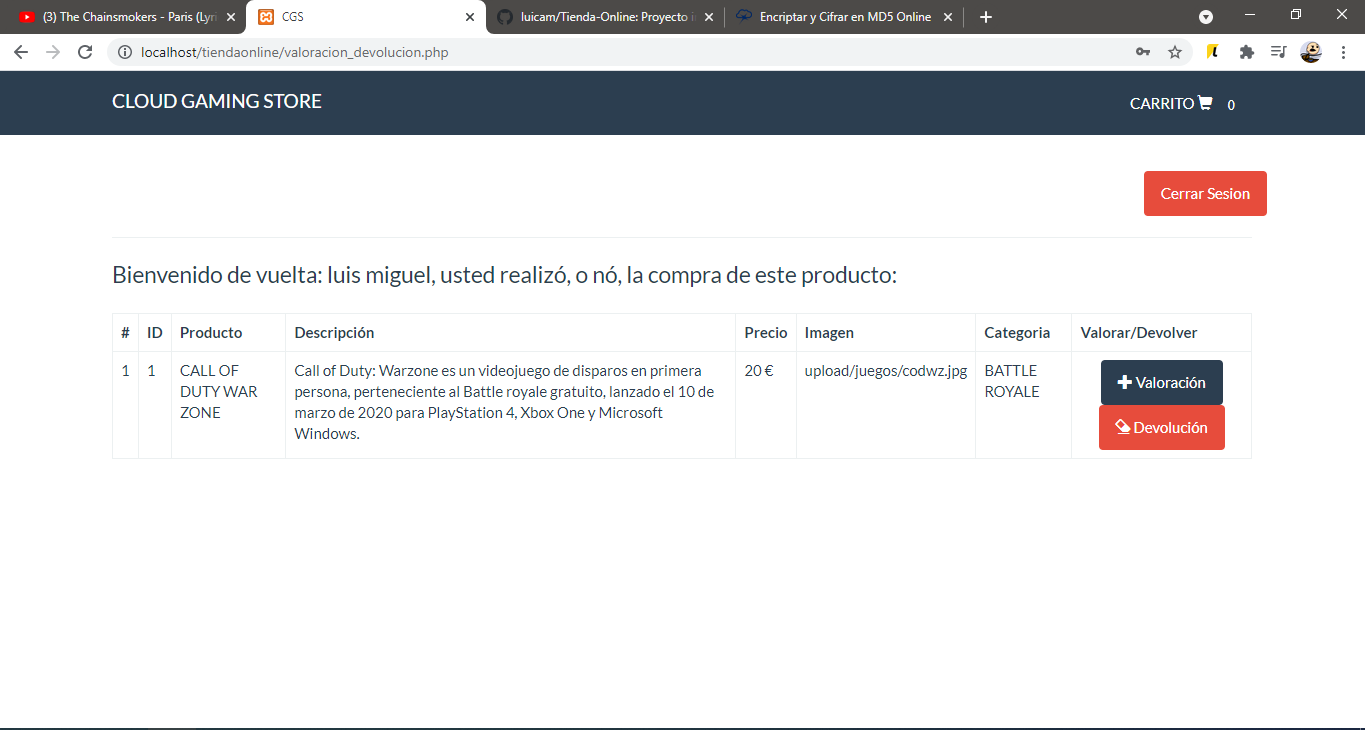 (3) The Chainsmokers - Paris (Lyri
CGS
luicam/Tienda-Online: Proyecto i
Encriptar y Cifrar en MD5 Online
localhost/tiendaonline/valoracion_devolucion.php
CLOUD GAMING STORE
CARRITO 0
Cerrar Sesion
Bienvenido de vuelta: luis miguel, usted realizó, o nó, la compra de este producto:
# ID Producto Descripción Precio Imagen Categoria Valorar/Devolver
1 1 CALL OF DUTY WAR ZONE
Call of Duty: Warzone es un videojuego de disparos en primera
persona, perteneciente al Battle royale gratuito, lanzado el 10 de
marzo de 2020 para PlayStation 4, Xbox One y Microsoft
Windows.
20 €
upload/juegos/codwz.jpg
BATTLE
ROYALE
Valoración
Devolución